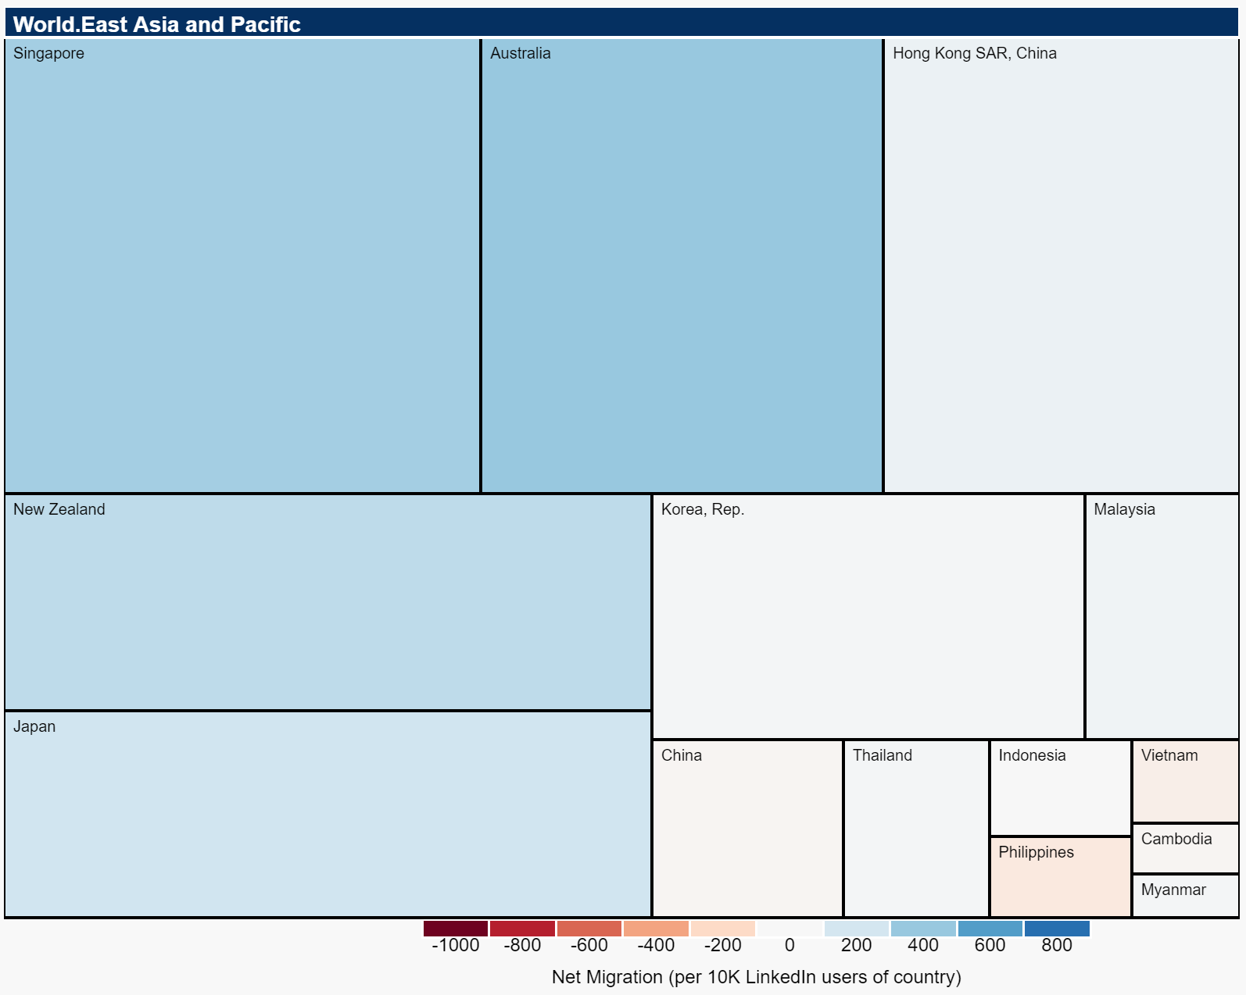 World.East Asia and Pacific
Singapore
Australia
Hong Kong SAR, China
New Zealand
Korea, Rep.
Malaysia
Japan
China
Thailand
Indonesia
Vietnam
Cambodia
Philippines
Myanmar
-1000 -800 -600 -400 -200 0 200 400 600 800
Net Migration (per 10K LinkedIn users of country)